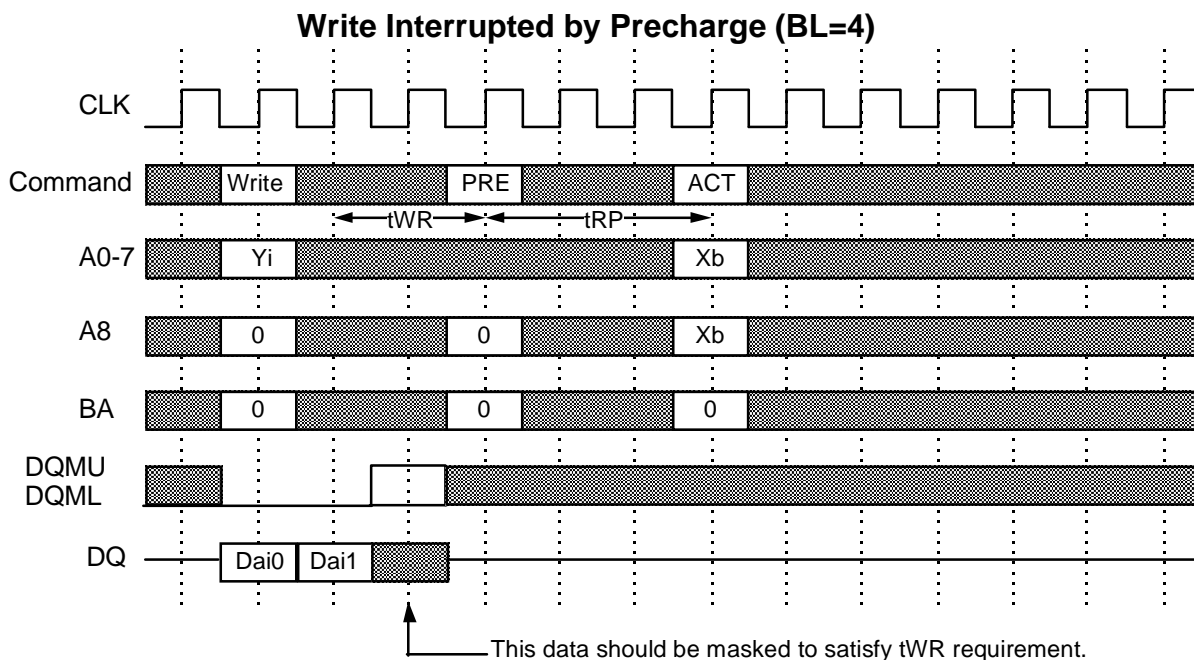 Write Interrupted by Precharge (BL=4)
CLK
Command Write PRE ACT
tWR tRP
A0-7 Yi Xb
A8 0 0 Xb
BA 0 0 0
DQMU
DQML
DQ Dai0 Dai1
This data should be masked to satisfy tWR requirement.